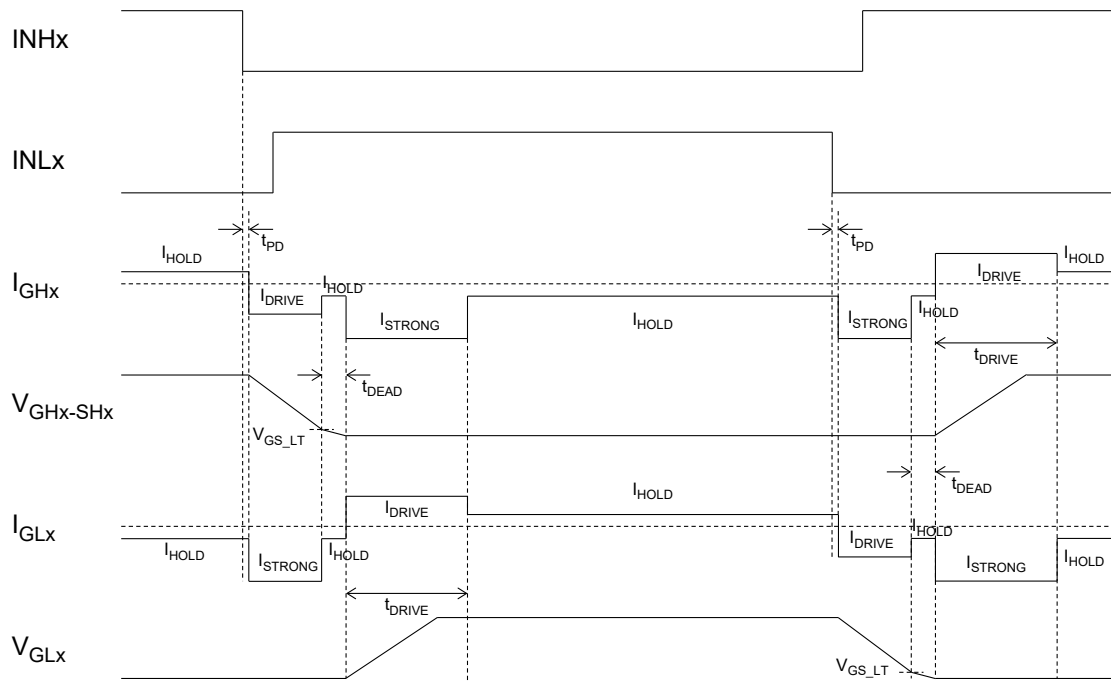 INHx
INLx
tPD tPD
IHOLD IHOLD IHOLD
IGHx IDRIVE IDRIVE
ISTRONG IHOLD ISTRONG IHOLD
tDRIVE
tDEAD
VGHx-SHx
VGS_LT
tDEAD
IHOLD
IDRIVE
IGLx
IHOLD IHOLD IDRIVE IHOLD IHOLD
ISTRONG ISTRONG
tDRIVE
VGLx VGS_LT